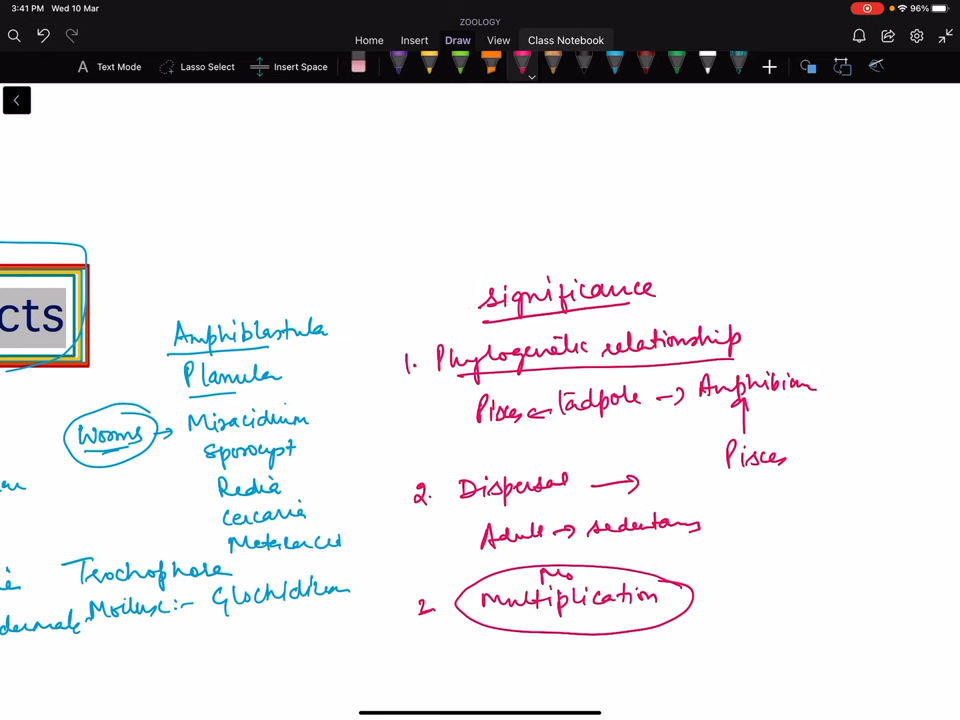 3:41 PM Wed 10 Mar
96%
ZOOLOGY
Home Insert Draw View Class Notebook
Text Mode Lasso Select Insert Space
cts
Amphiblastula
Planula
Worms → Miracidium
Sporocyst
Redia
Cercaria
Trochophore
Mollusc:- Glochidium
Significance
1. Phylogenetic relationship
Pisces ← Tadpole → Amphibian
Pisces
2. Dispersal →
Adult → sedentary
No
2. Multiplication